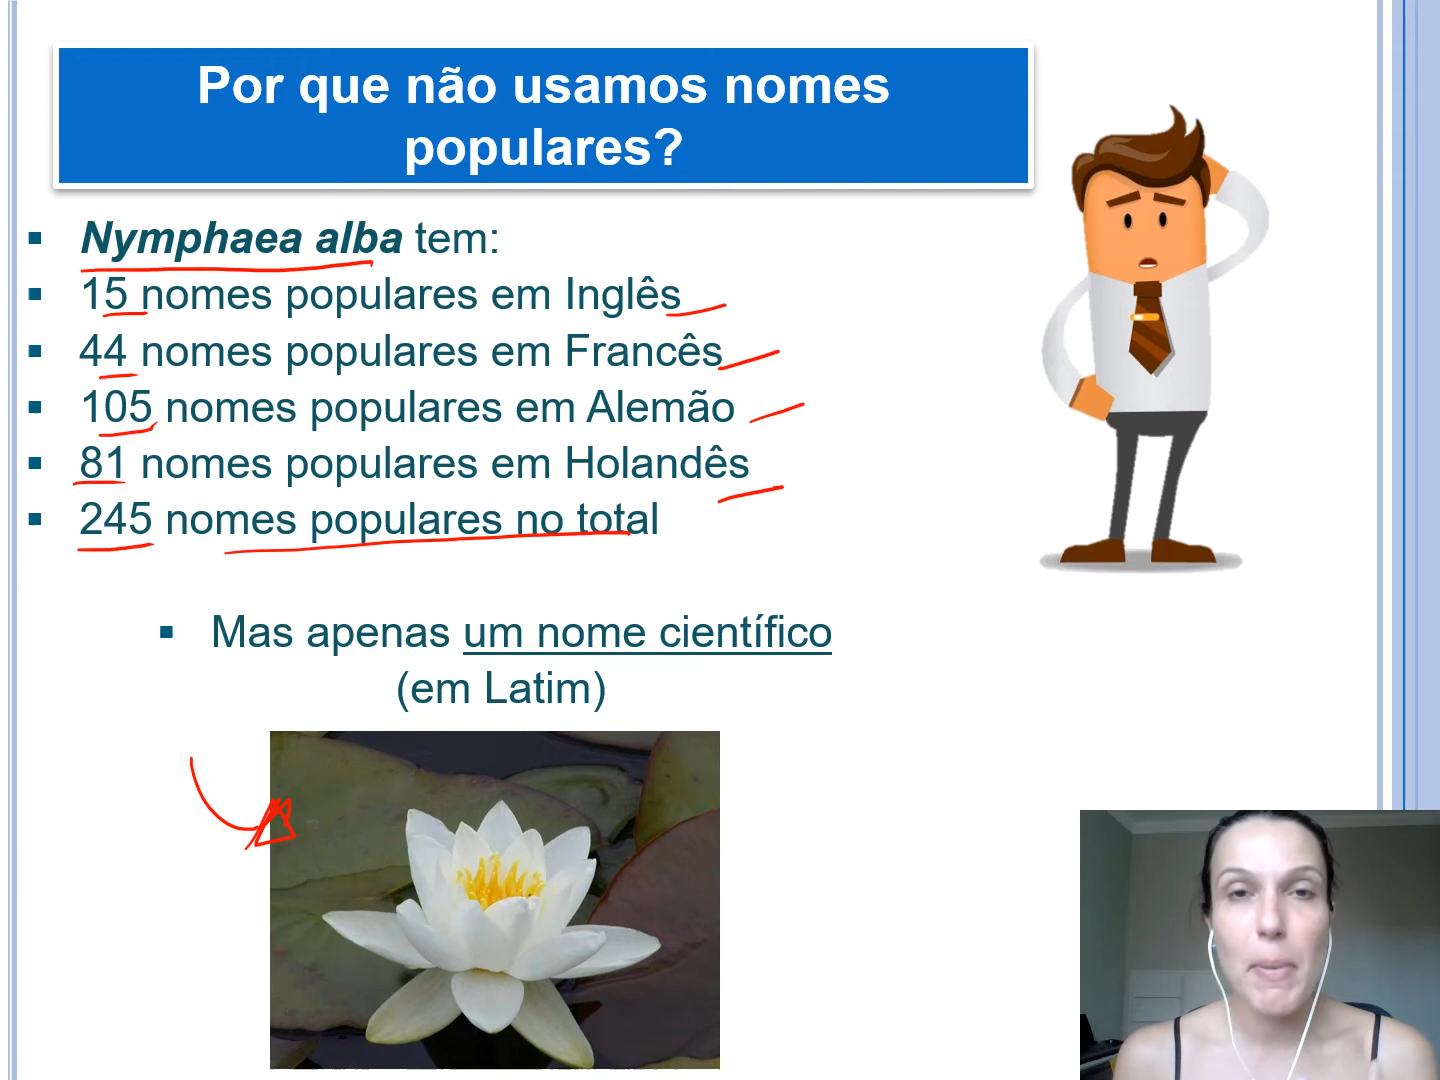 Por que não usamos nomes
populares?
▪ Nymphaea alba tem:
▪ 15 nomes populares em Inglês
▪ 44 nomes populares em Francês
▪ 105 nomes populares em Alemão
▪ 81 nomes populares em Holandês
▪ 245 nomes populares no total
▪ Mas apenas um nome científico
(em Latim)